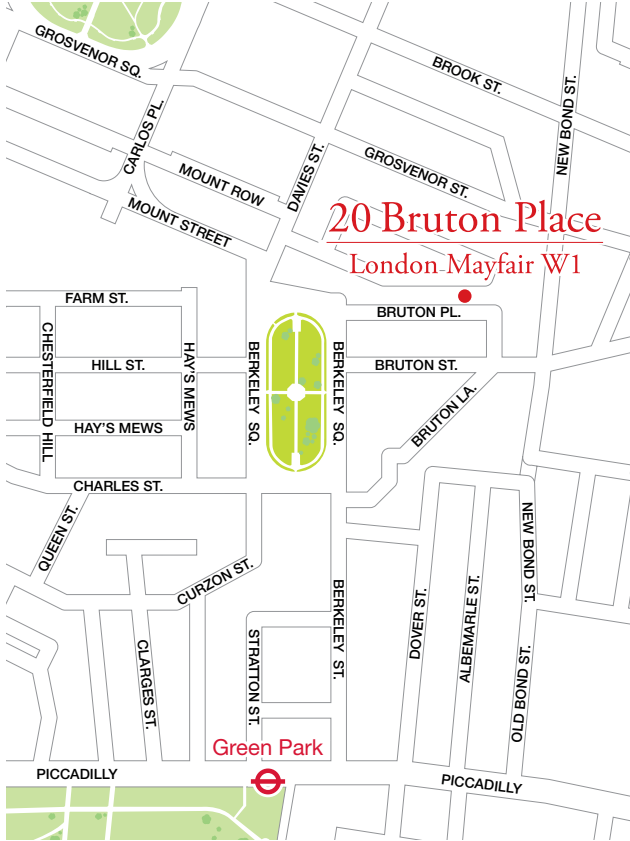 GROSVENOR SQ.
BROOK ST.
NEW BOND ST.
CARLOS PL.
DAVIES ST.
GROSVENOR ST.
MOUNT ROW
MOUNT STREET
20 Bruton Place
London Mayfair W1
FARM ST.
BRUTON PL.
CHESTERFIELD HILL
HILL ST.
HAY'S MEWS
BERKELEY SQ.
BERKELEY SQ.
BRUTON ST.
BRUTON LA.
HAY'S MEWS
CHARLES ST.
QUEEN ST.
NEW BOND ST.
CURZON ST.
BERKELEY ST.
DOVER ST.
ALBEMARLE ST.
CLARGES ST.
STRATTON ST.
OLD BOND ST.
Green Park
PICCADILLY
PICCADILLY